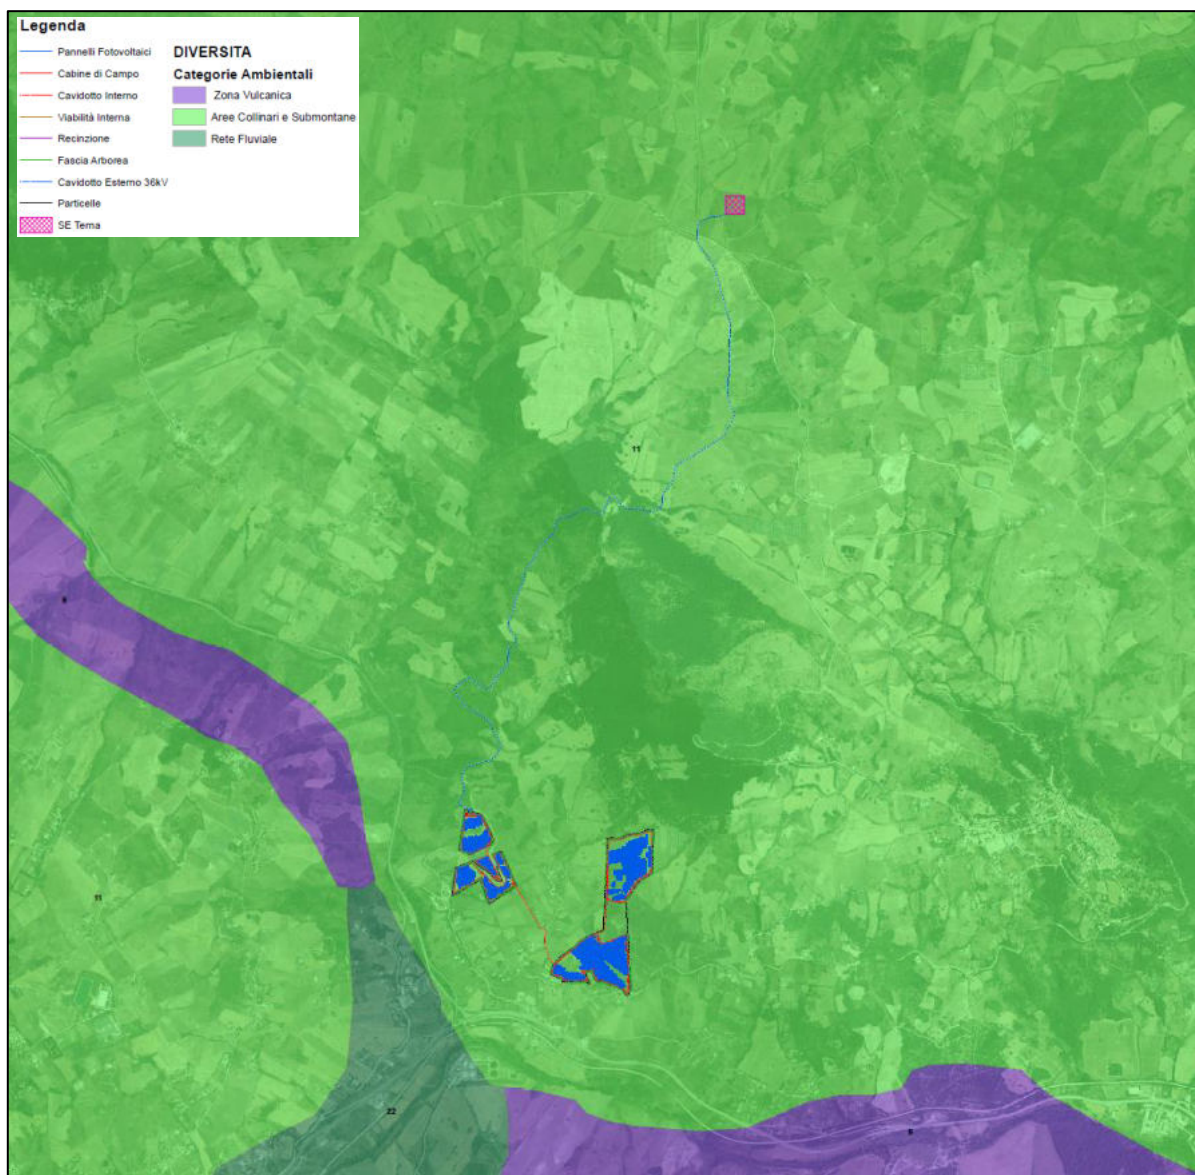 Legenda
Pannelli Fotovoltaici
Cabine di Campo
Cavidotto Interno
Viabilità Interna
Recinzione
Fascia Arborea
Cavidotto Esterno 36kV
Particelle
SE Terna
DIVERSITA
Categorie Ambientali
Zona Vulcanica
Aree Collinari e Submontane
Rete Fluviale
11
11
22